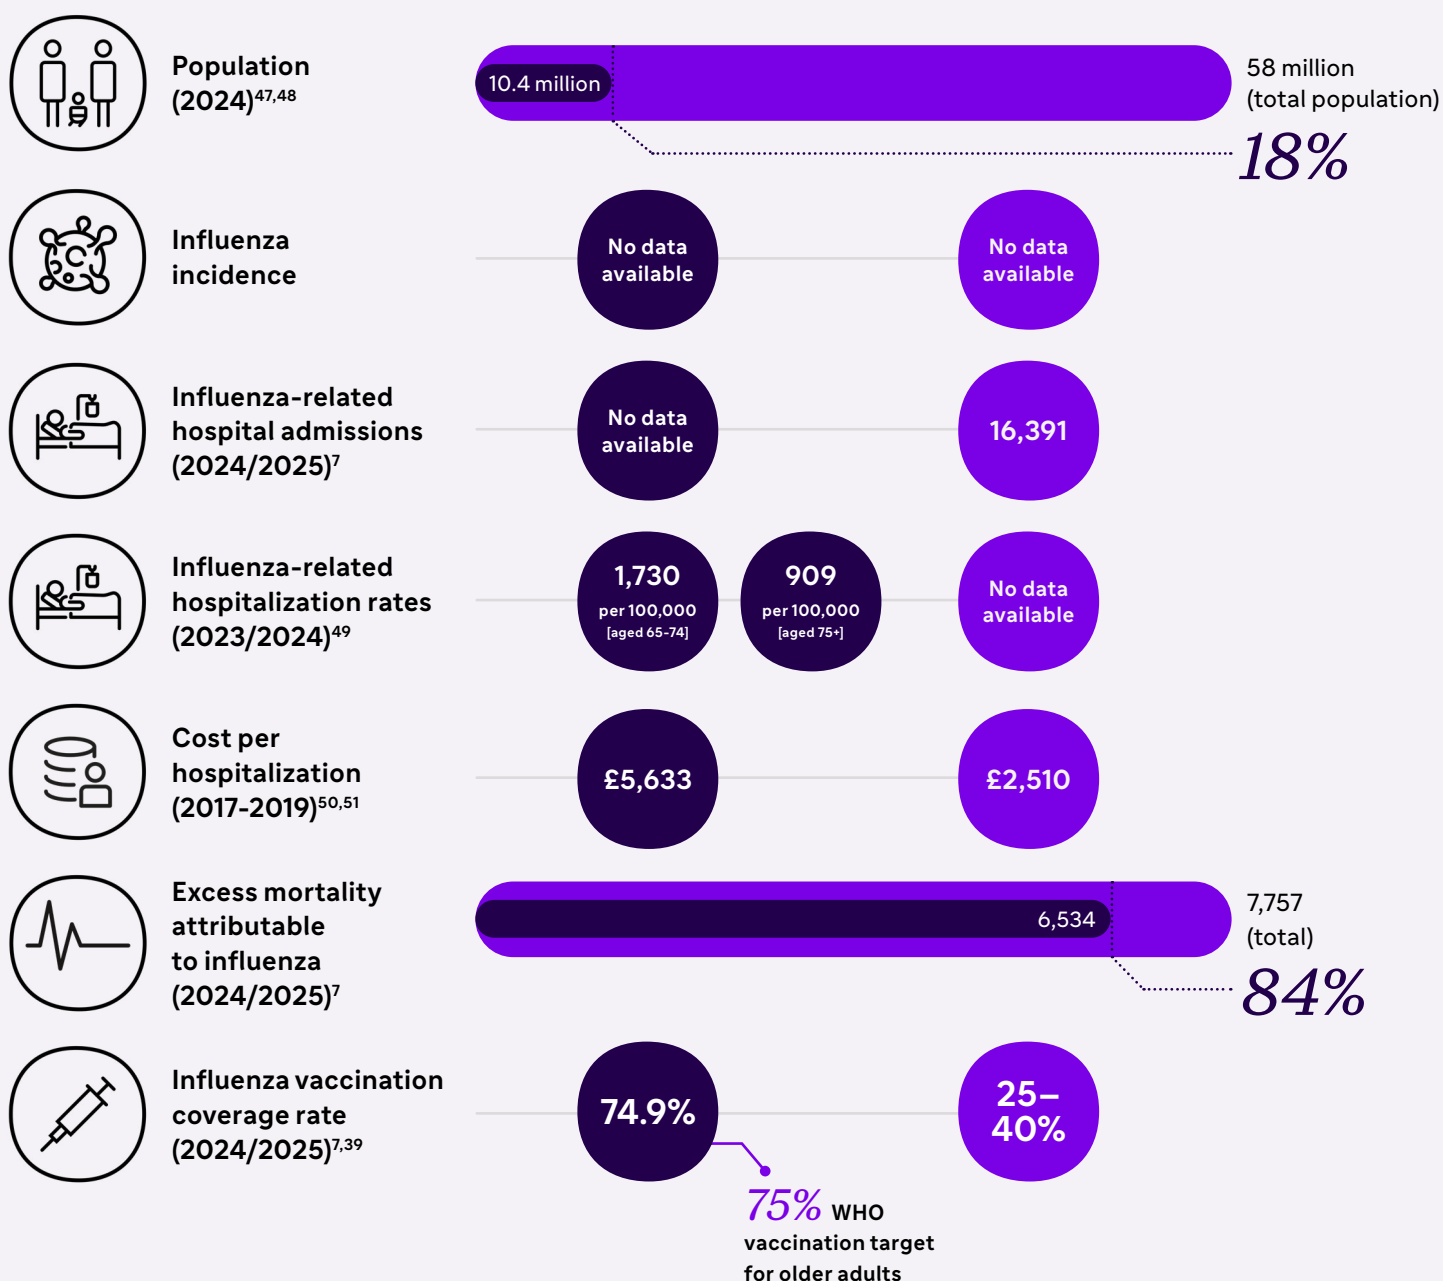 Population
(2024)47,48
10.4 million
58 million
(total population)
18%
Influenza
incidence
No data
available
No data
available
Influenza-related
hospital admissions
(2024/2025)7
No data
available
16,391
Influenza-related
hospitalization rates
(2023/2024)49
1,730
per 100,000
[aged 65-74]
909
per 100,000
[aged 75+]
No data
available
Cost per
hospitalization
(2017-2019)50,51
£5,633
£2,510
Excess mortality
attributable
to influenza
(2024/2025)7
6,534
7,757
(total)
84%
Influenza vaccination
coverage rate
(2024/2025)7,39
74.9%
25–
40%
75% WHO
vaccination target
for older adults